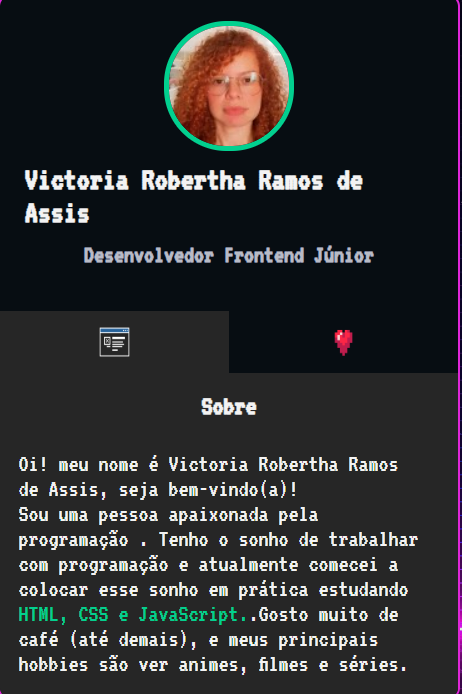 Victoria Robertha Ramos de
Assis
Desenvolvedor Frontend Júnior
Sobre
Oi! meu nome é Victoria Robertha Ramos
de Assis, seja bem-vindo(a)!
Sou uma pessoa apaixonada pela
programação . Tenho o sonho de trabalhar
com programação e atualmente comecei a
colocar esse sonho em prática estudando
HTML, CSS e JavaScript..Gosto muito de
café (até demais), e meus principais
hobbies são ver animes, filmes e séries.